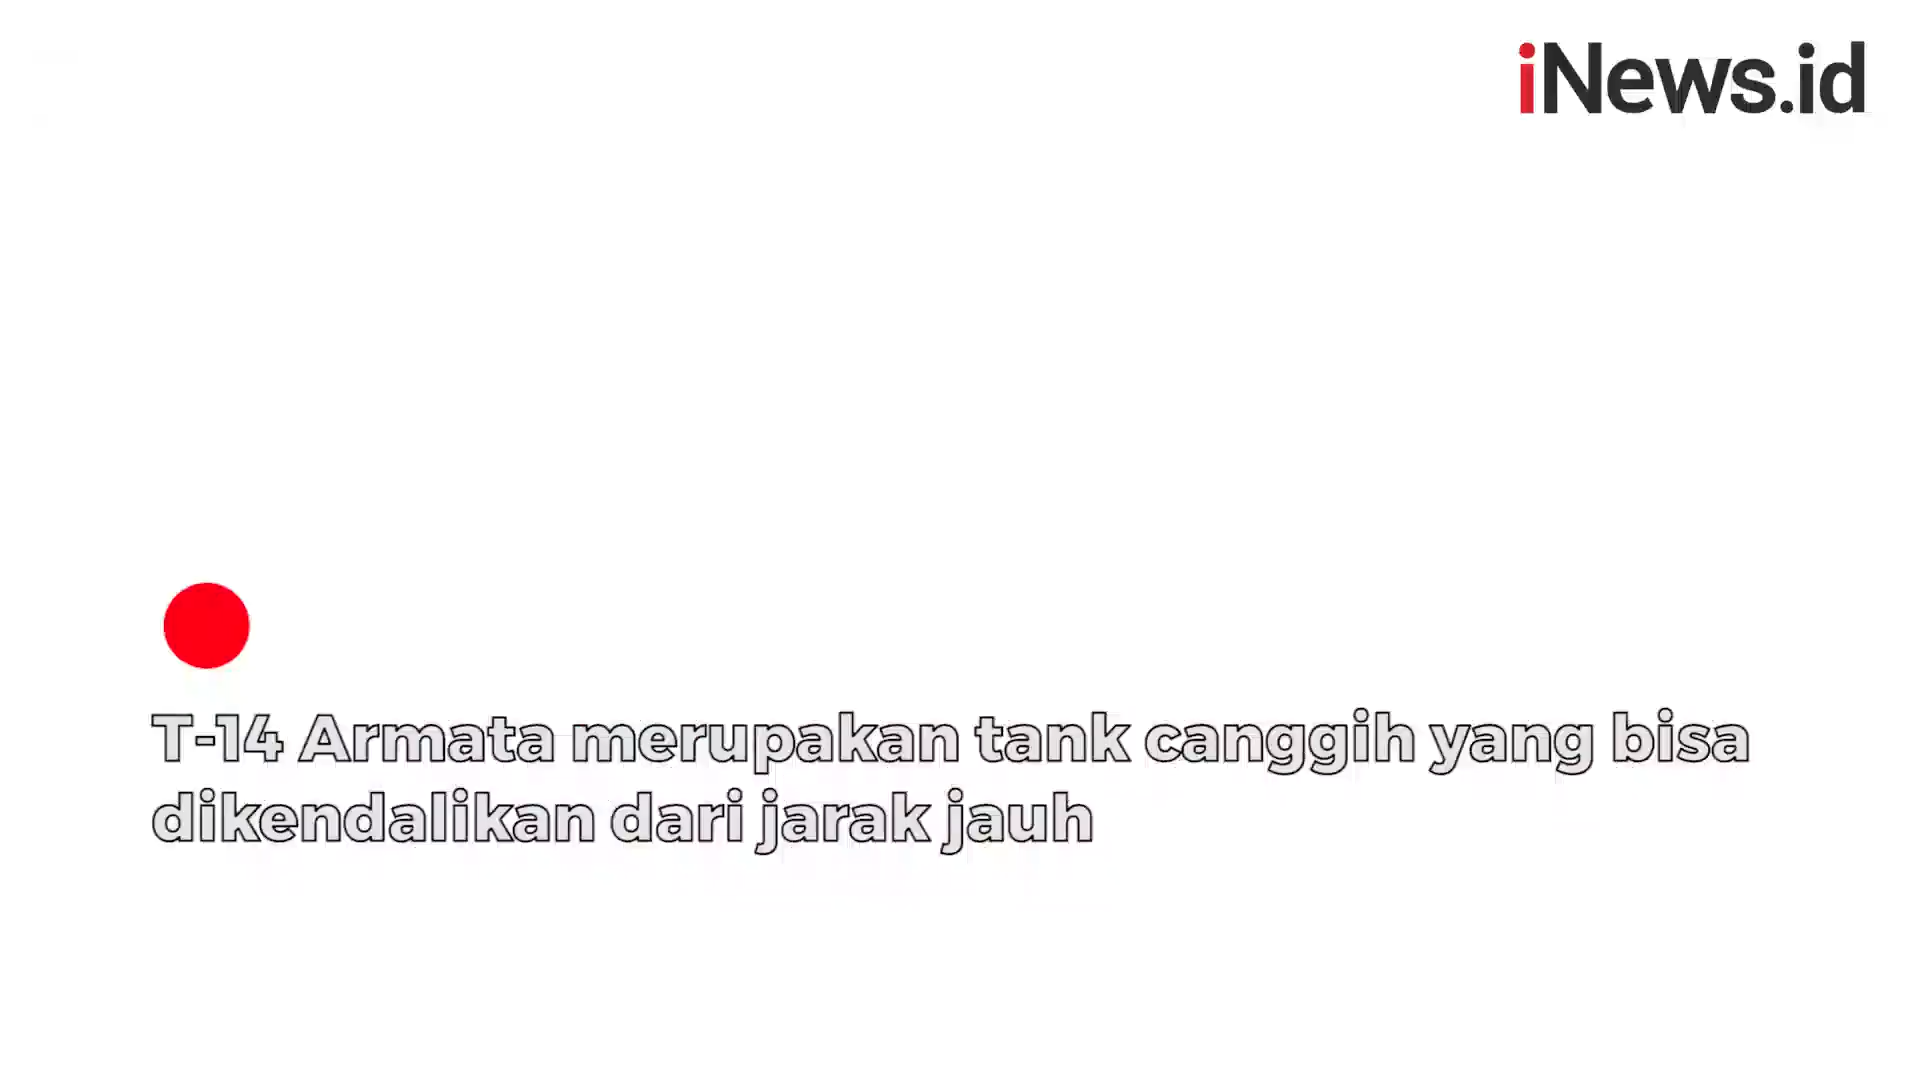 iNews.id
T-14 Armata merupakan tank canggih yang bisa
dikendalikan dari jarak jauh